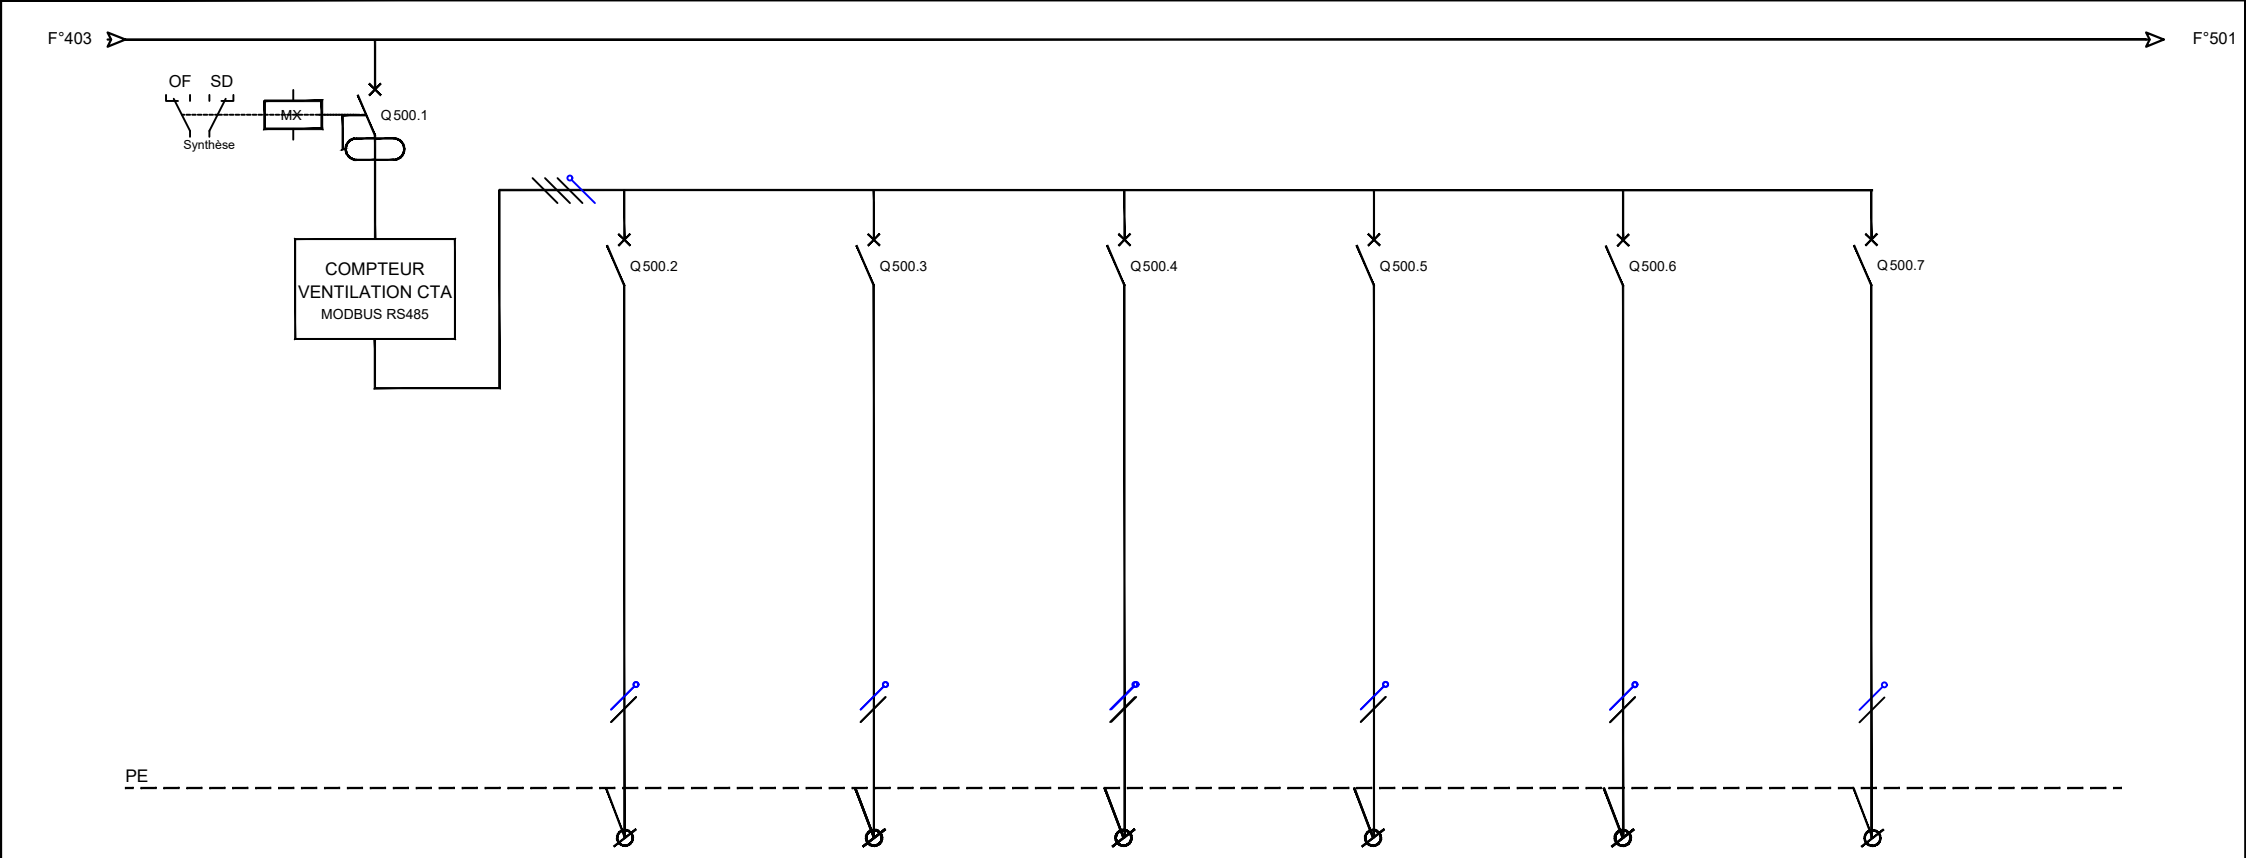 F°403
F°501
OF SD
MX
Q500.1
Synthèse
COMPTEUR
VENTILATION CTA
MODBUS RS485
Q500.2
Q500.3
Q500.4
Q500.5
Q500.6
Q500.7
PE